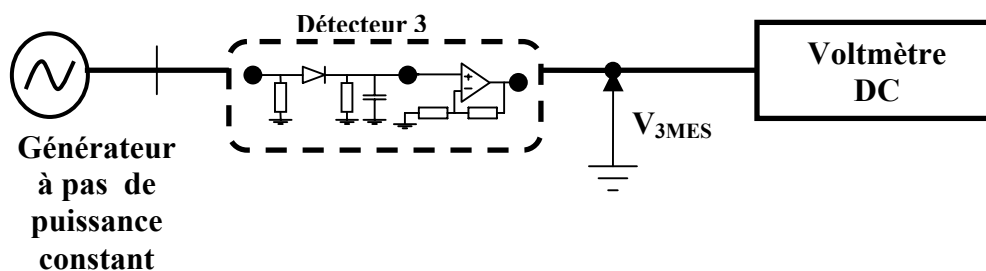 Détecteur 3
Voltmètre
DC
+
−
V3MES
Générateur
à pas de
puissance
constant